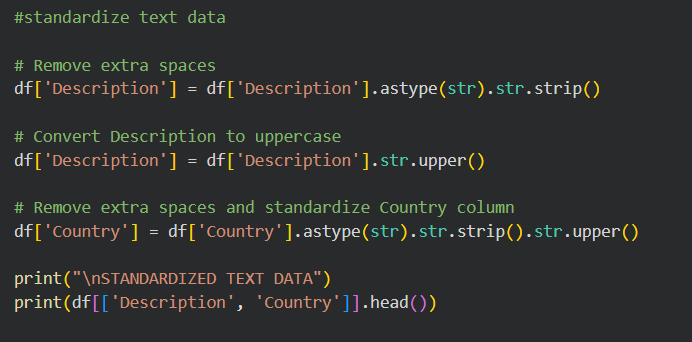 #standardize text data
# Remove extra spaces
df['Description'] = df['Description'].astype(str).str.strip()
# Convert Description to uppercase
df['Description'] = df['Description'].str.upper()
# Remove extra spaces and standardize Country column
df['Country'] = df['Country'].astype(str).str.strip().str.upper()
print("\nSTANDARDIZED TEXT DATA")
print(df[['Description', 'Country']].head())